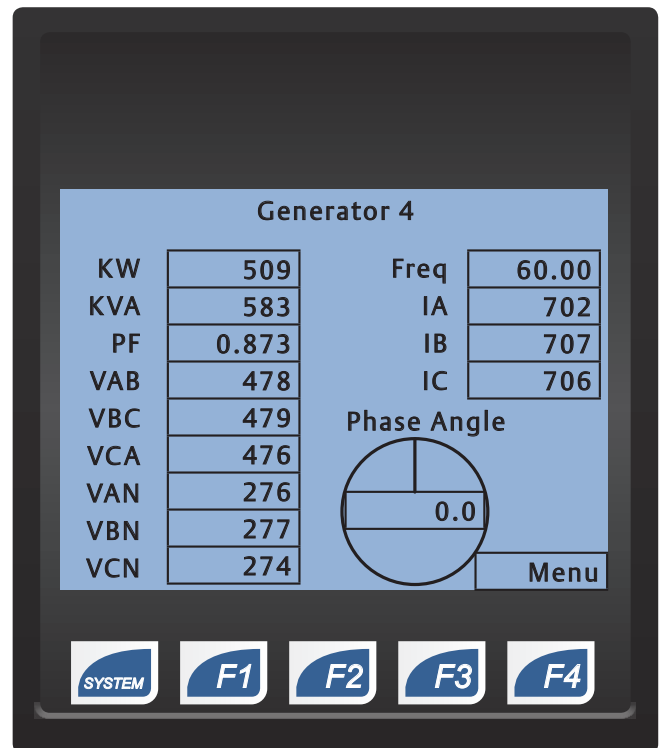 Generator 4
KW 509 Freq 60.00
KVA 583 IA 702
PF 0.873 IB 707
VAB 478 IC 706
VBC 479 Phase Angle
VCA 476
VAN 276 0.0
VBN 277
VCN 274 Menu
SYSTEM F1 F2 F3 F4